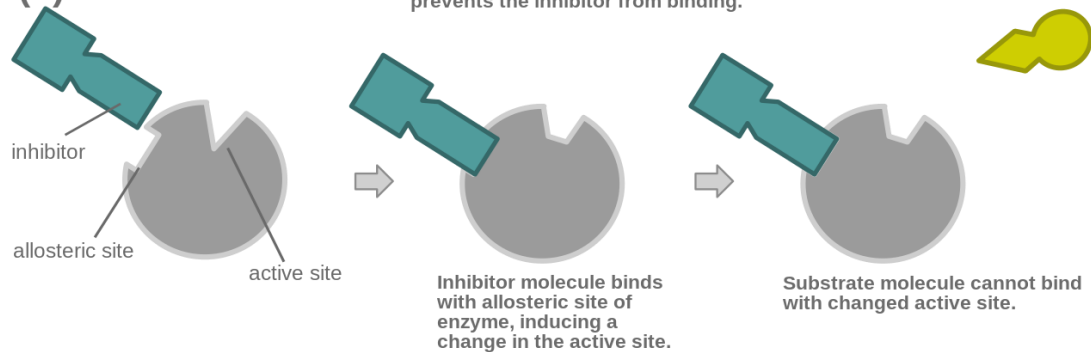 prevents the inhibitor from binding.
inhibitor
allosteric site
active site
Inhibitor molecule binds
with allosteric site of
enzyme, inducing a
change in the active site.
Substrate molecule cannot bind
with changed active site.